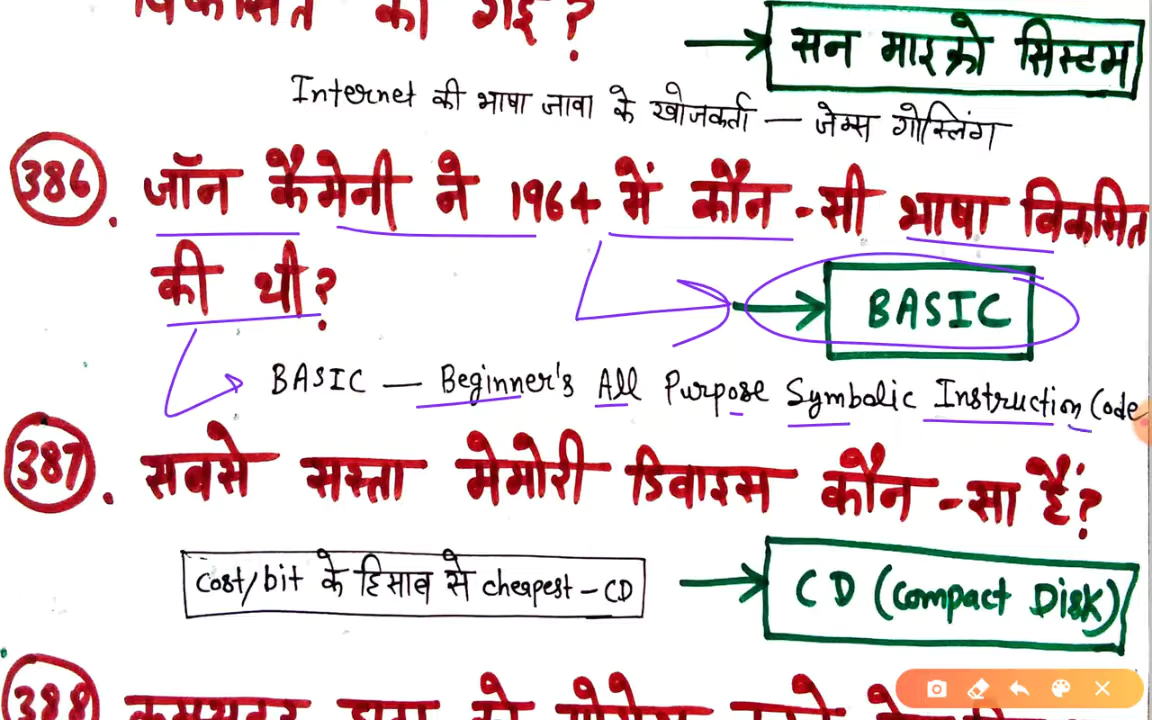 विकसित की गई?
→ सन माइक्रो सिस्टम
Internet की भाषा जावा के खोजकर्ता — जेम्स गोस्लिंग
386. जॉन कैमेनी ने 1964 में कौन-सी भाषा विकसित
की थी?
→ BASIC
BASIC — Beginner's All Purpose Symbolic Instruction Code
387. सबसे सस्ता मेमोरी डिवाइस कौन-सा है?
cost/bit के हिसाब से cheapest - CD
→ CD (Compact Disk)
388.